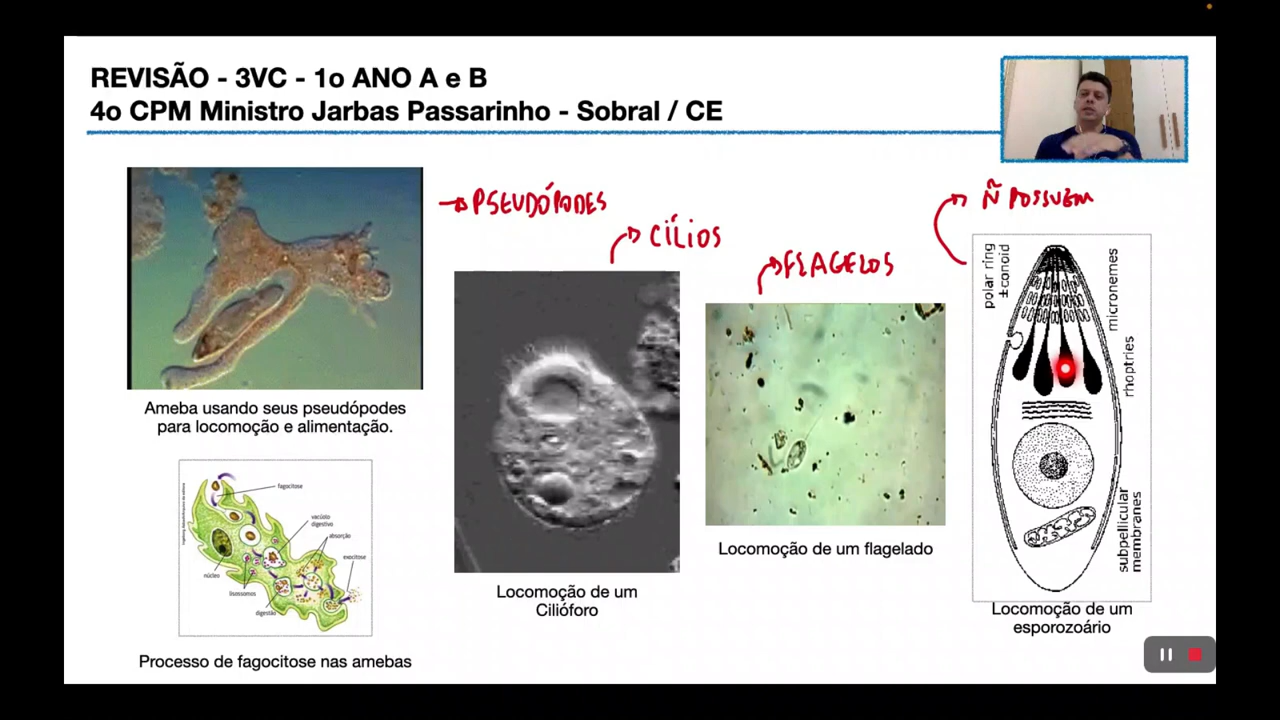 REVISÃO - 3VC - 1o ANO A e B
4o CPM Ministro Jarbas Passarinho - Sobral / CE
PSEUDÓPODES
CÍLIOS
FLAGELOS
Ñ POSSUEM
Ameba usando seus pseudópodes
para locomoção e alimentação.
fagocitose
vacúolo
digestivo
absorção
exocitose
núcleo
lisossomos
digestão
Processo de fagocitose nas amebas
Locomoção de um
Cilióforo
Locomoção de um flagelado
polar ring
±conoid
micronemes
rhoptries
subpellicular
membranes
Locomoção de um
esporozoário